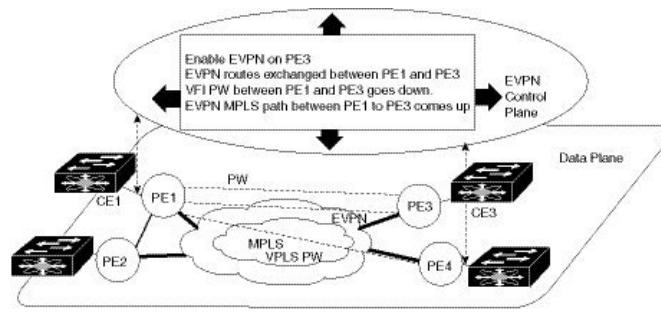 Enable EVPN on PE3
EVPN routes exchanged between PE1 and PE3
VFI PW between PE1 and PE3 goes down.
EVPN MPLS path between PE1 to PE3 comes up
EVPN
Control
Plane
Data Plane
CE1
PE1
PW
PE3
CE3
EVPN
MPLS
VPLS PW
PE2
PE4